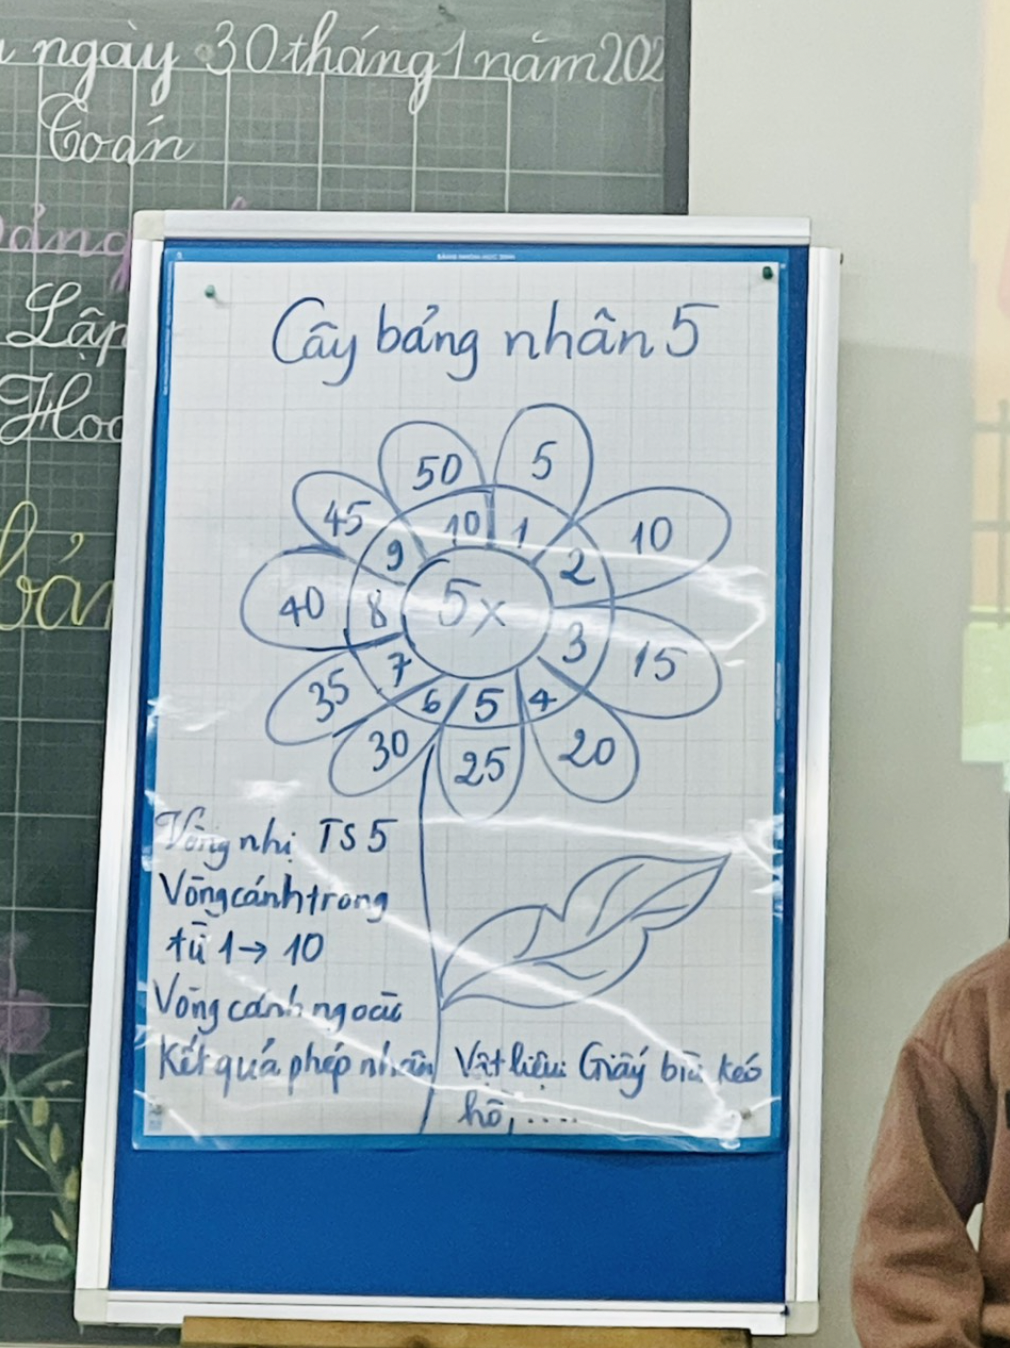 ngày 30 tháng 1 năm 202
Toán
Lập
Cây bảng nhân 5
50 5
45 10 1 10
9 2
40 8 5x
3 15
35 7
6 5 4
30 25 20
Vòng nhị TS 5
Vòng cánh trong
từ 1 → 10
Vòng cánh ngoài
Kết quả phép nhân
Vật liệu: Giấy bìa keó
hồ, ....